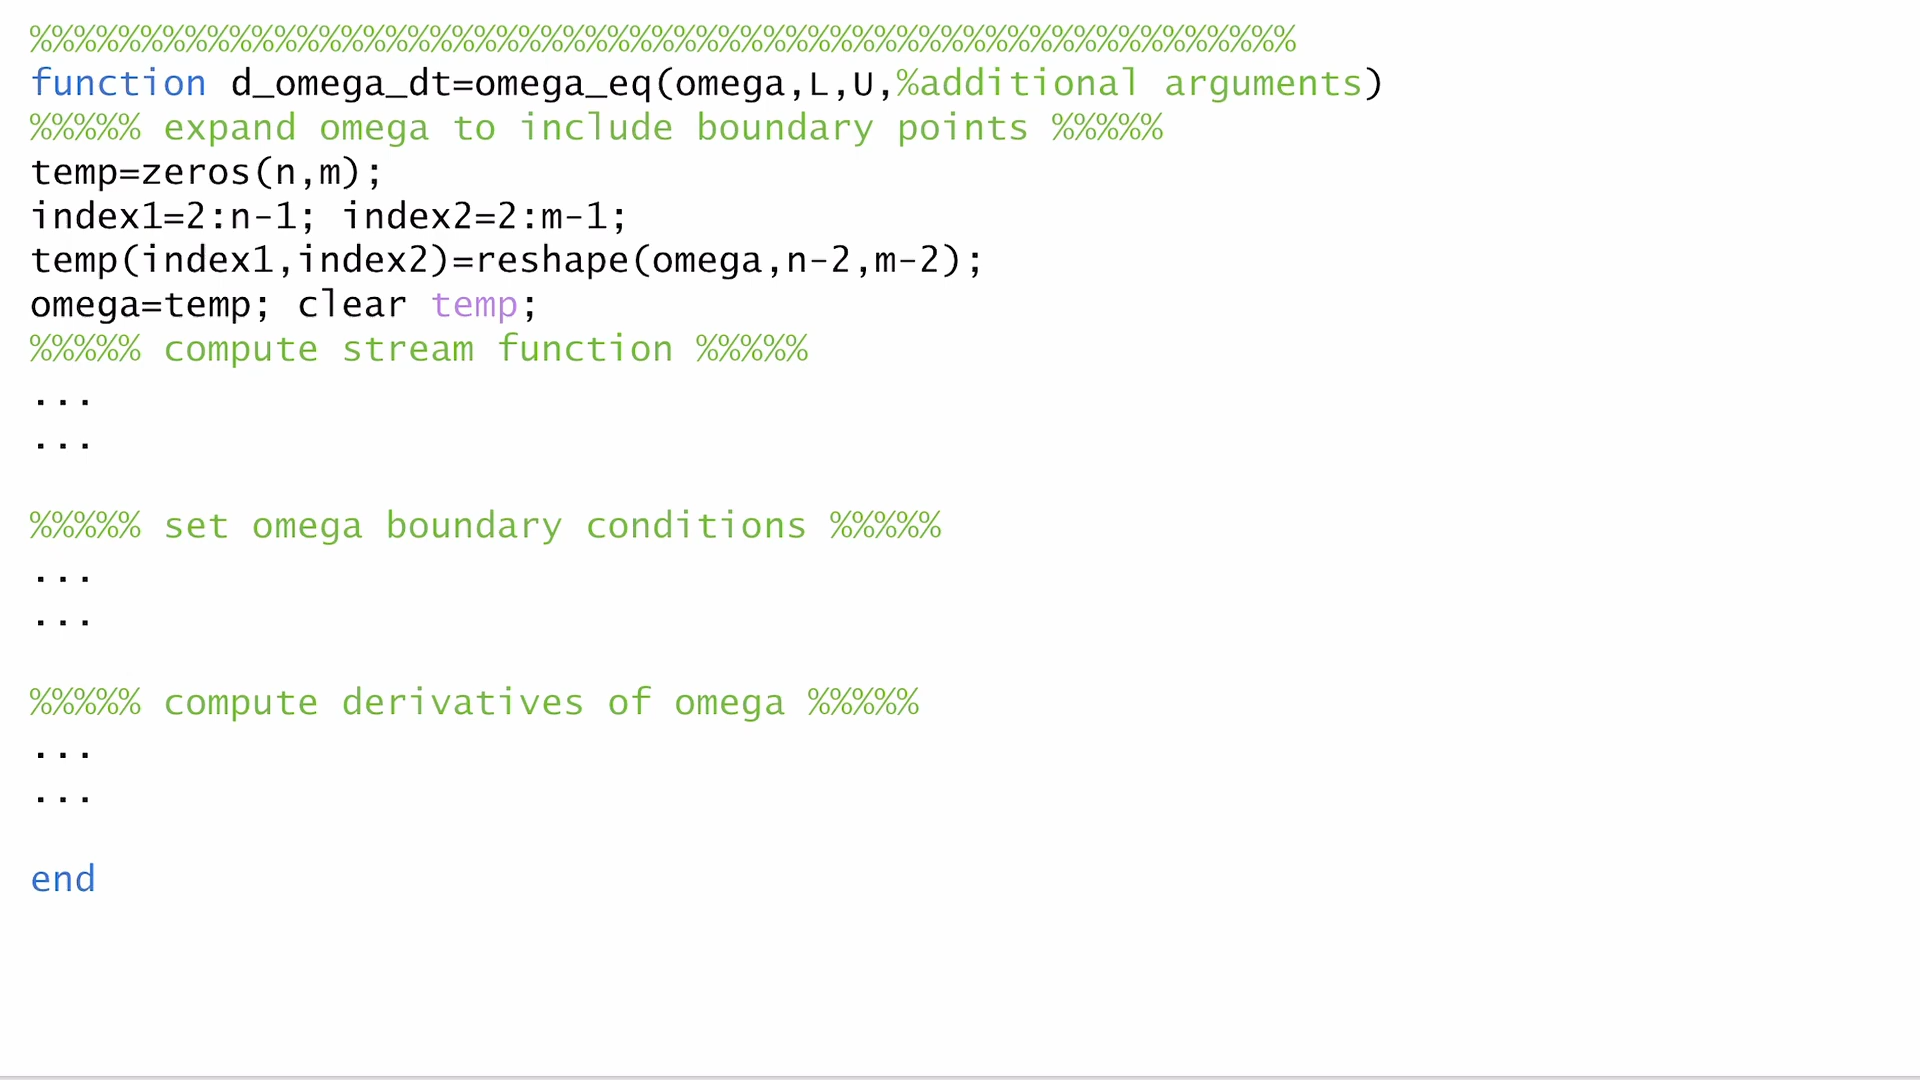 %%%%%%%%%%%%%%%%%%%%%%%%%%%%%%%%%%%%%%%%%%%%%%%%%%%%%%%%%
function d_omega_dt=omega_eq(omega,L,U,%additional arguments)
%%%%% expand omega to include boundary points %%%%%
temp=zeros(n,m);
index1=2:n-1; index2=2:m-1;
temp(index1,index2)=reshape(omega,n-2,m-2);
omega=temp; clear temp;
%%%%% compute stream function %%%%%
...
...
%%%%% set omega boundary conditions %%%%%
...
...
%%%%% compute derivatives of omega %%%%%
...
...
end